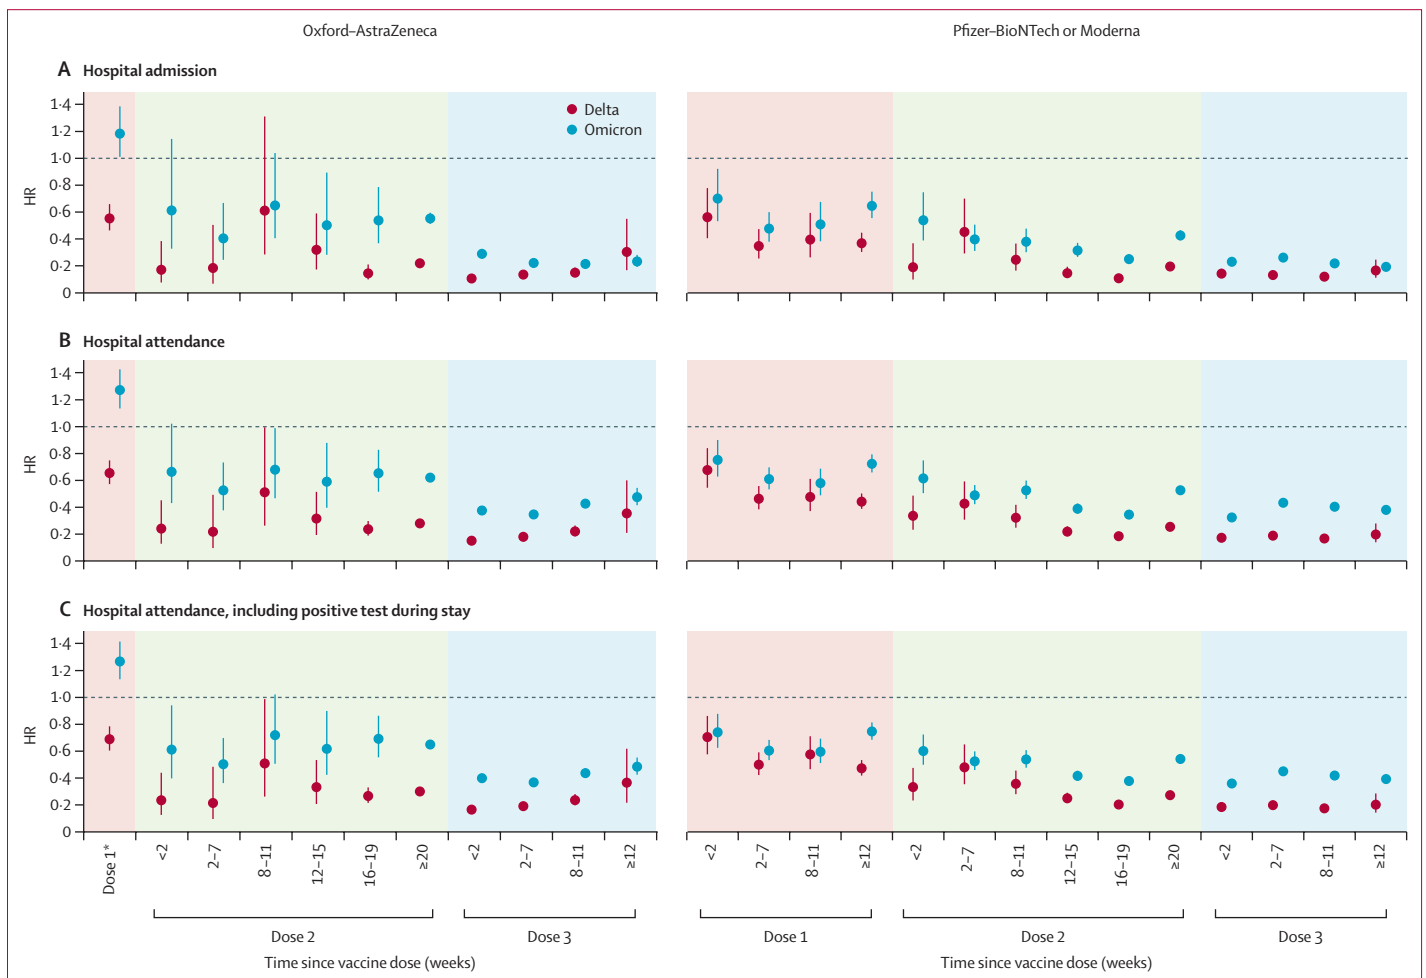 Oxford–AstraZeneca
Pfizer–BioNTech or Moderna
A Hospital admission
HR
1·4
1·2
1·0
0·8
0·6
0·4
0·2
0
Delta
Omicron
B Hospital attendance
HR
1·4
1·2
1·0
0·8
0·6
0·4
0·2
0
C Hospital attendance, including positive test during stay
HR
1·4
1·2
1·0
0·8
0·6
0·4
0·2
0
Dose 1*
<2
2–7
8–11
12–15
16–19
≥20
<2
2–7
8–11
≥12
<2
2–7
8–11
≥12
<2
2–7
8–11
12–15
16–19
≥20
<2
2–7
8–11
≥12
Dose 2
Dose 3
Dose 1
Dose 2
Dose 3
Time since vaccine dose (weeks)
Time since vaccine dose (weeks)